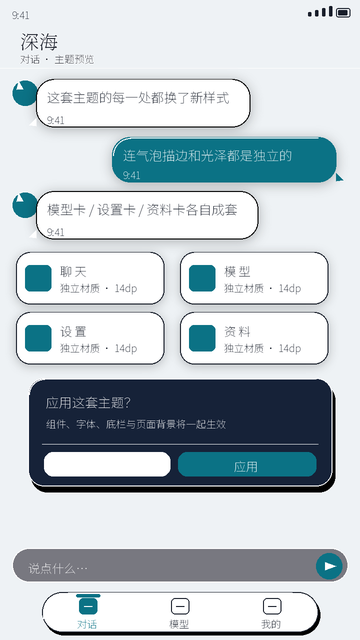 9:41
深海
对话 · 主题预览
这套主题的每一处都换了新样式
9:41
连气泡描边和光泽都是独立的
9:41
模型卡 / 设置卡 / 资料卡各自成套
9:41
聊天
独立材质 · 14dp
模型
独立材质 · 14dp
设置
独立材质 · 14dp
资料
独立材质 · 14dp
应用这套主题？
组件、字体、底栏与页面背景将一起生效
应用
说点什么…
对话
模型
我的